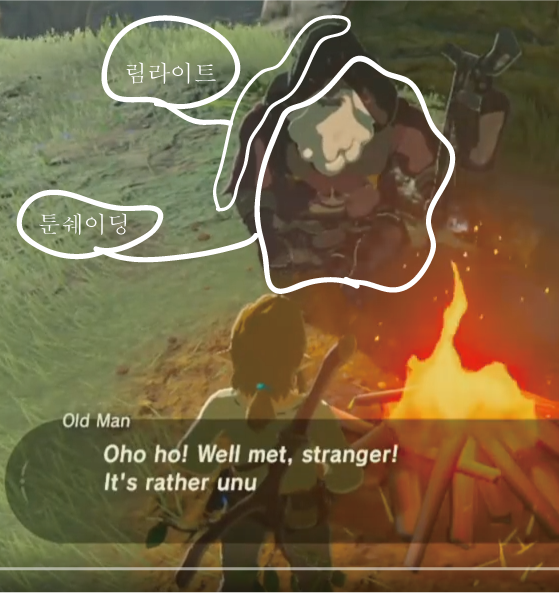 림라이트
툰쉐이딩
Old Man
Oho ho! Well met, stranger!
It's rather unu